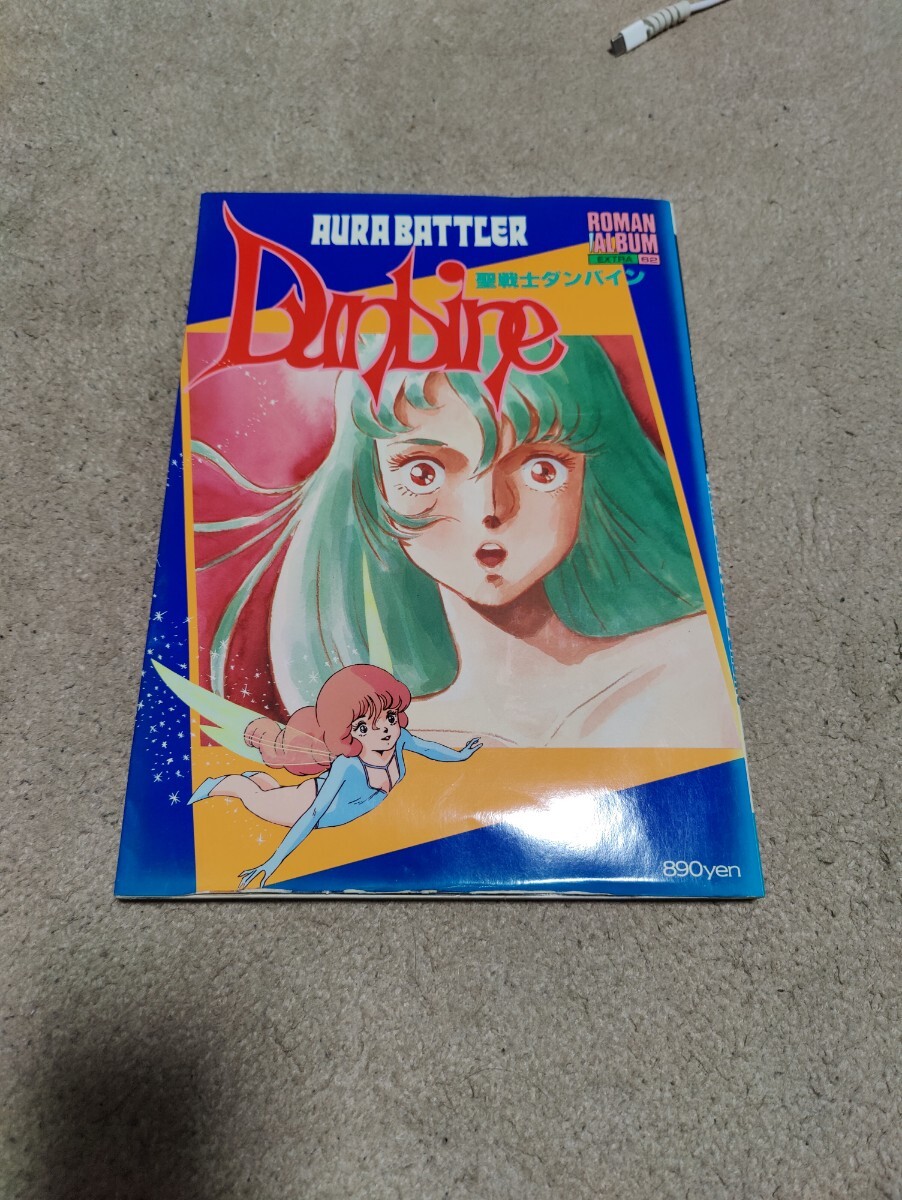 AURA BATTLER
Dunbine
聖戦士ダンバイン
ROMAN
ALBUM
EXTRA 62
890yen